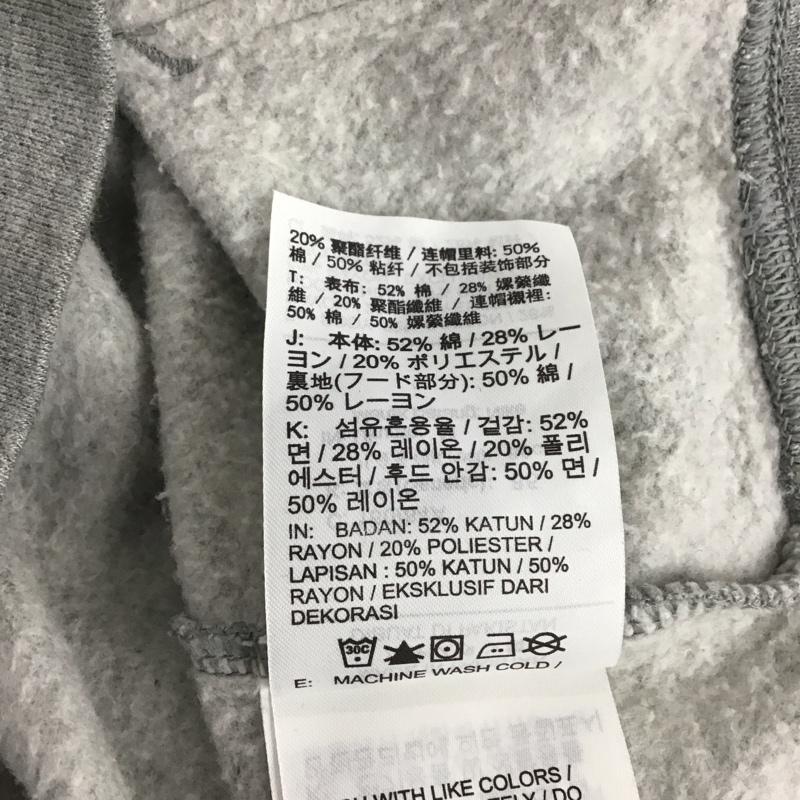 20% 聚酯纤维 / 连帽里料: 50%
棉 / 50% 粘纤 / 不包括装饰部分
T: 表布: 52% 棉 / 28% 嫘縈纖
維 / 20% 聚酯纖維 / 連帽襯裡:
50% 棉 / 50% 嫘縈纖維
J: 本体: 52% 綿 / 28% レー
ヨン / 20% ポリエステル /
裏地(フード部分): 50% 綿 /
50% レーヨン
K: 섬유혼용율 / 겉감: 52%
면 / 28% 레이온 / 20% 폴리
에스터 / 후드 안감: 50% 면 /
50% 레이온
IN: BADAN: 52% KATUN / 28%
RAYON / 20% POLIESTER /
LAPISAN : 50% KATUN / 50%
RAYON / EKSKLUSIF DARI
DEKORASI
30C
E: MACHINE WASH COLD /
WITH LIKE COLORS /
/ DO